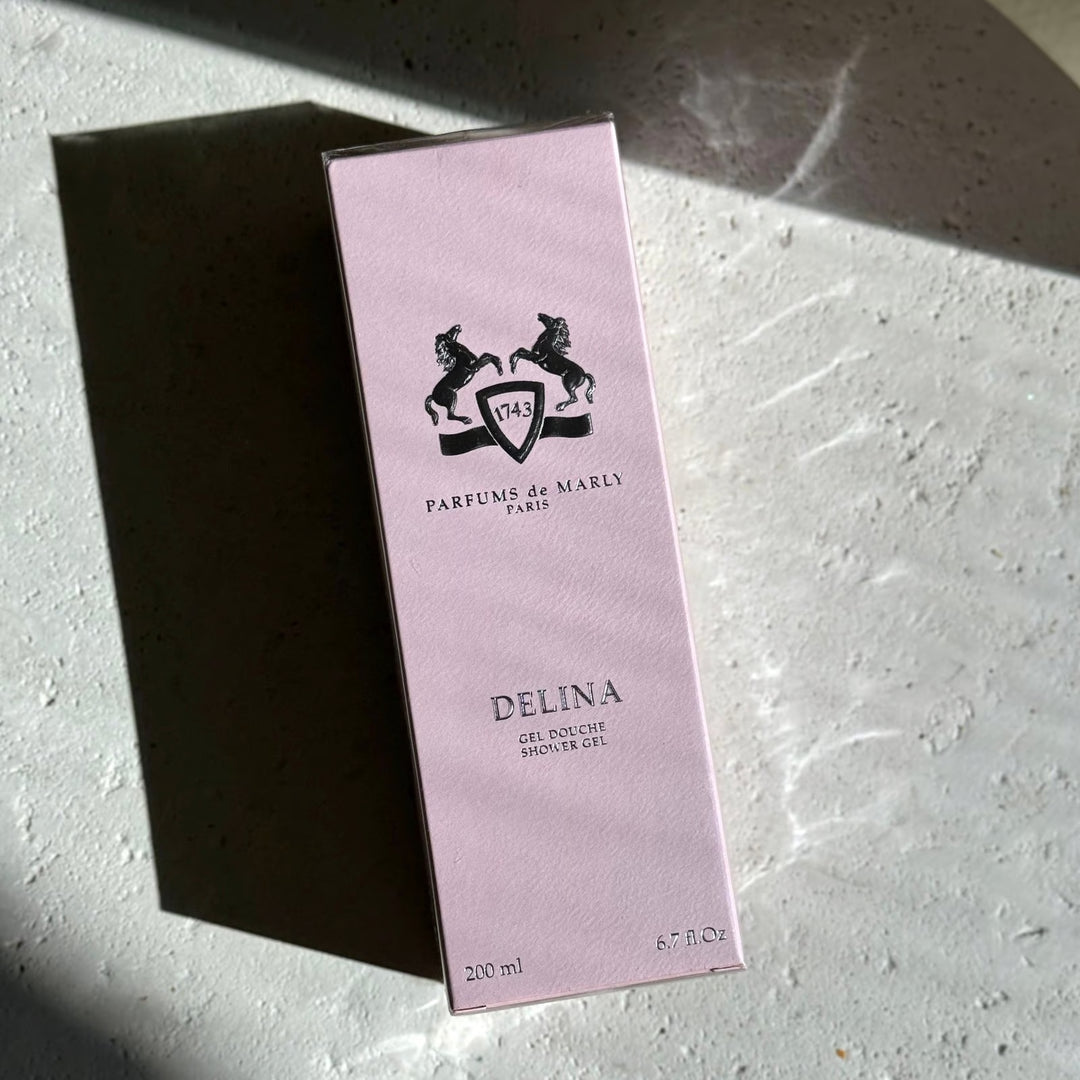 1743
PARFUMS de MARLY
PARIS
DELINA
GEL DOUCHE
SHOWER GEL
200 ml
6.7 fl.Oz